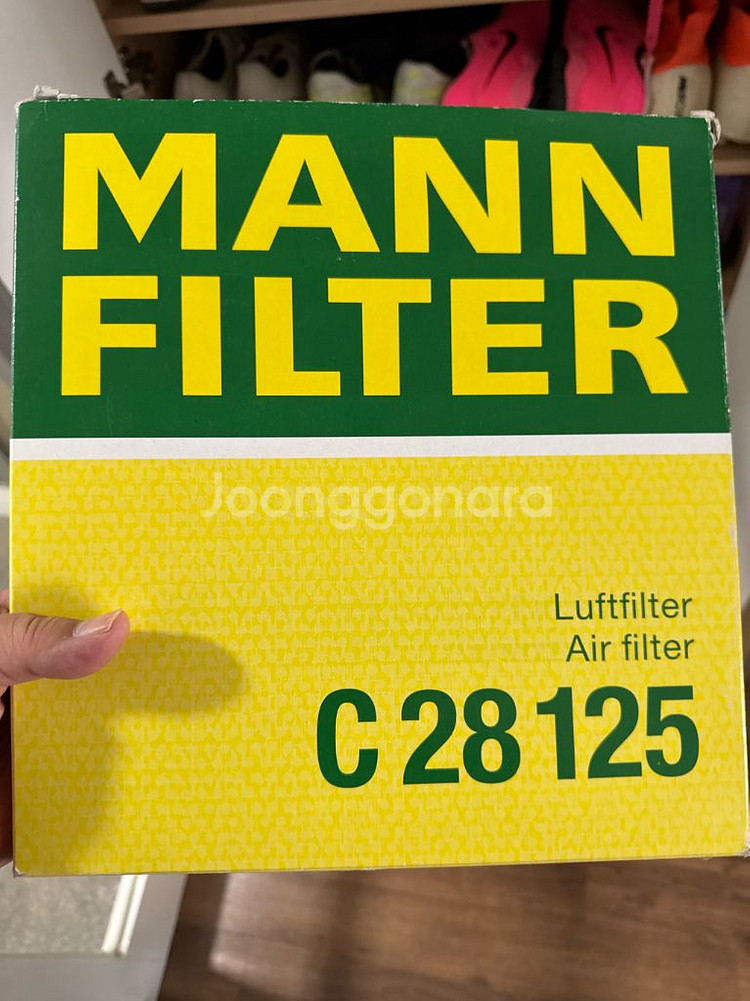 MANN
FILTER
Joonggonara
Luftfilter
Air filter
C 28 125